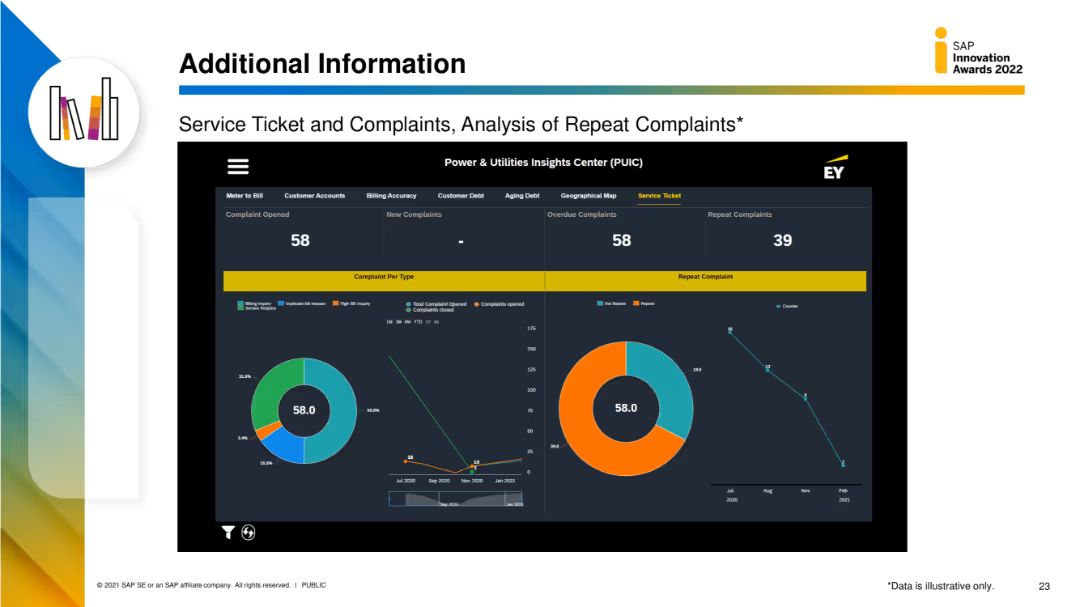 Additional Information
SAP
Innovation
Awards 2022
Service Ticket and Complaints, Analysis of Repeat Complaints*
Power & Utilities Insights Center (PUIC)
EY
Meter to Bill Customer Accounts Billing Accuracy Customer Debt Aging Debt Geographical Map Service Ticket
Complaint Opened New Complaints Overdue Complaints Repeat Complaints
58 - 58 39
Complaint Per Type Repeat Complaint
Billing Inquiry Duplicate bill request High Bill Inquiry
Service Request
Total Complaint Opened Complaints opened
Complaints closed
Not Repeat Repeat
Counter
1M 3M 6M YTD 1Y All
175
150
125
100
75
50
25
0
58.0
50.0%
15.5%
3.4%
31.0%
Jul 2020 Sep 2020 Nov 2020 Jan 2021
Sep 2020 Jan 2021
58.0
19.0
39.0
16
12
9
2
Jul Aug Nov Feb
2020 2021
© 2021 SAP SE or an SAP affiliate company. All rights reserved. I PUBLIC
*Data is illustrative only.
23